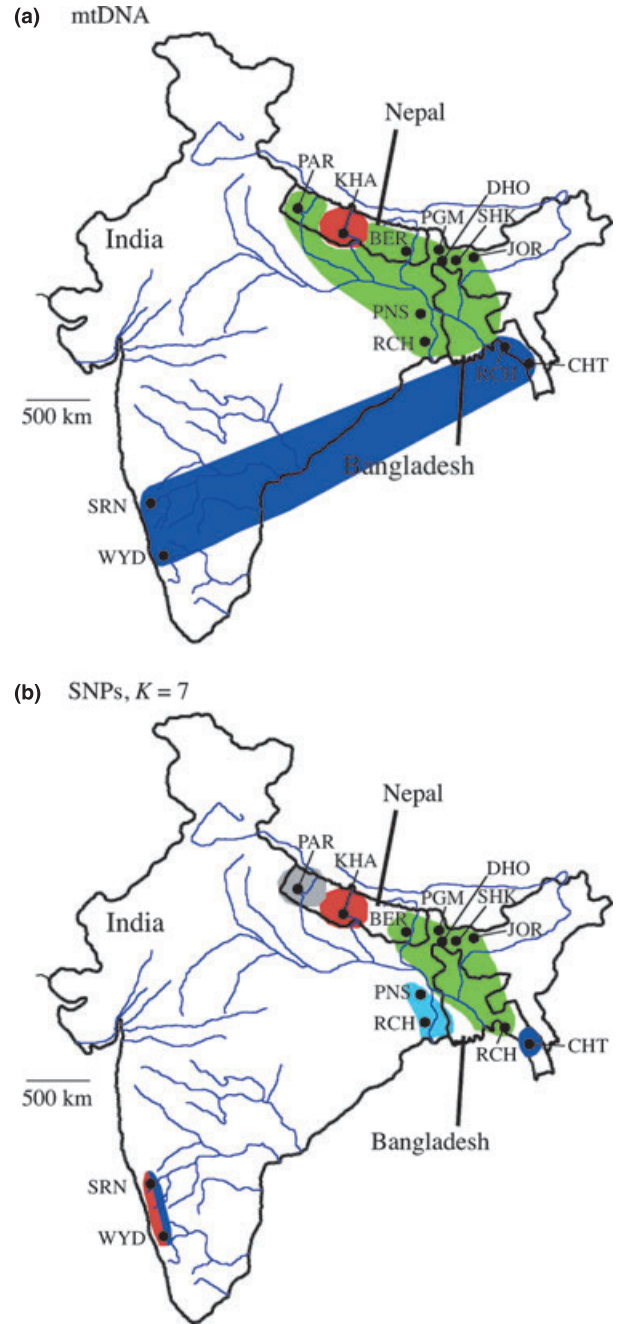 (a) mtDNA
Nepal
PAR
KHA
DHO
PGM SHK
India
BER
JOR
PNS
RCH
RCH
CHT
500 km
Bangladesh
SRN
WYD
(b) SNPs, K = 7
Nepal
PAR
KHA
DHO
PGM SHK
India
BER
JOR
PNS
RCH
RCH
CHT
500 km
Bangladesh
SRN
WYD